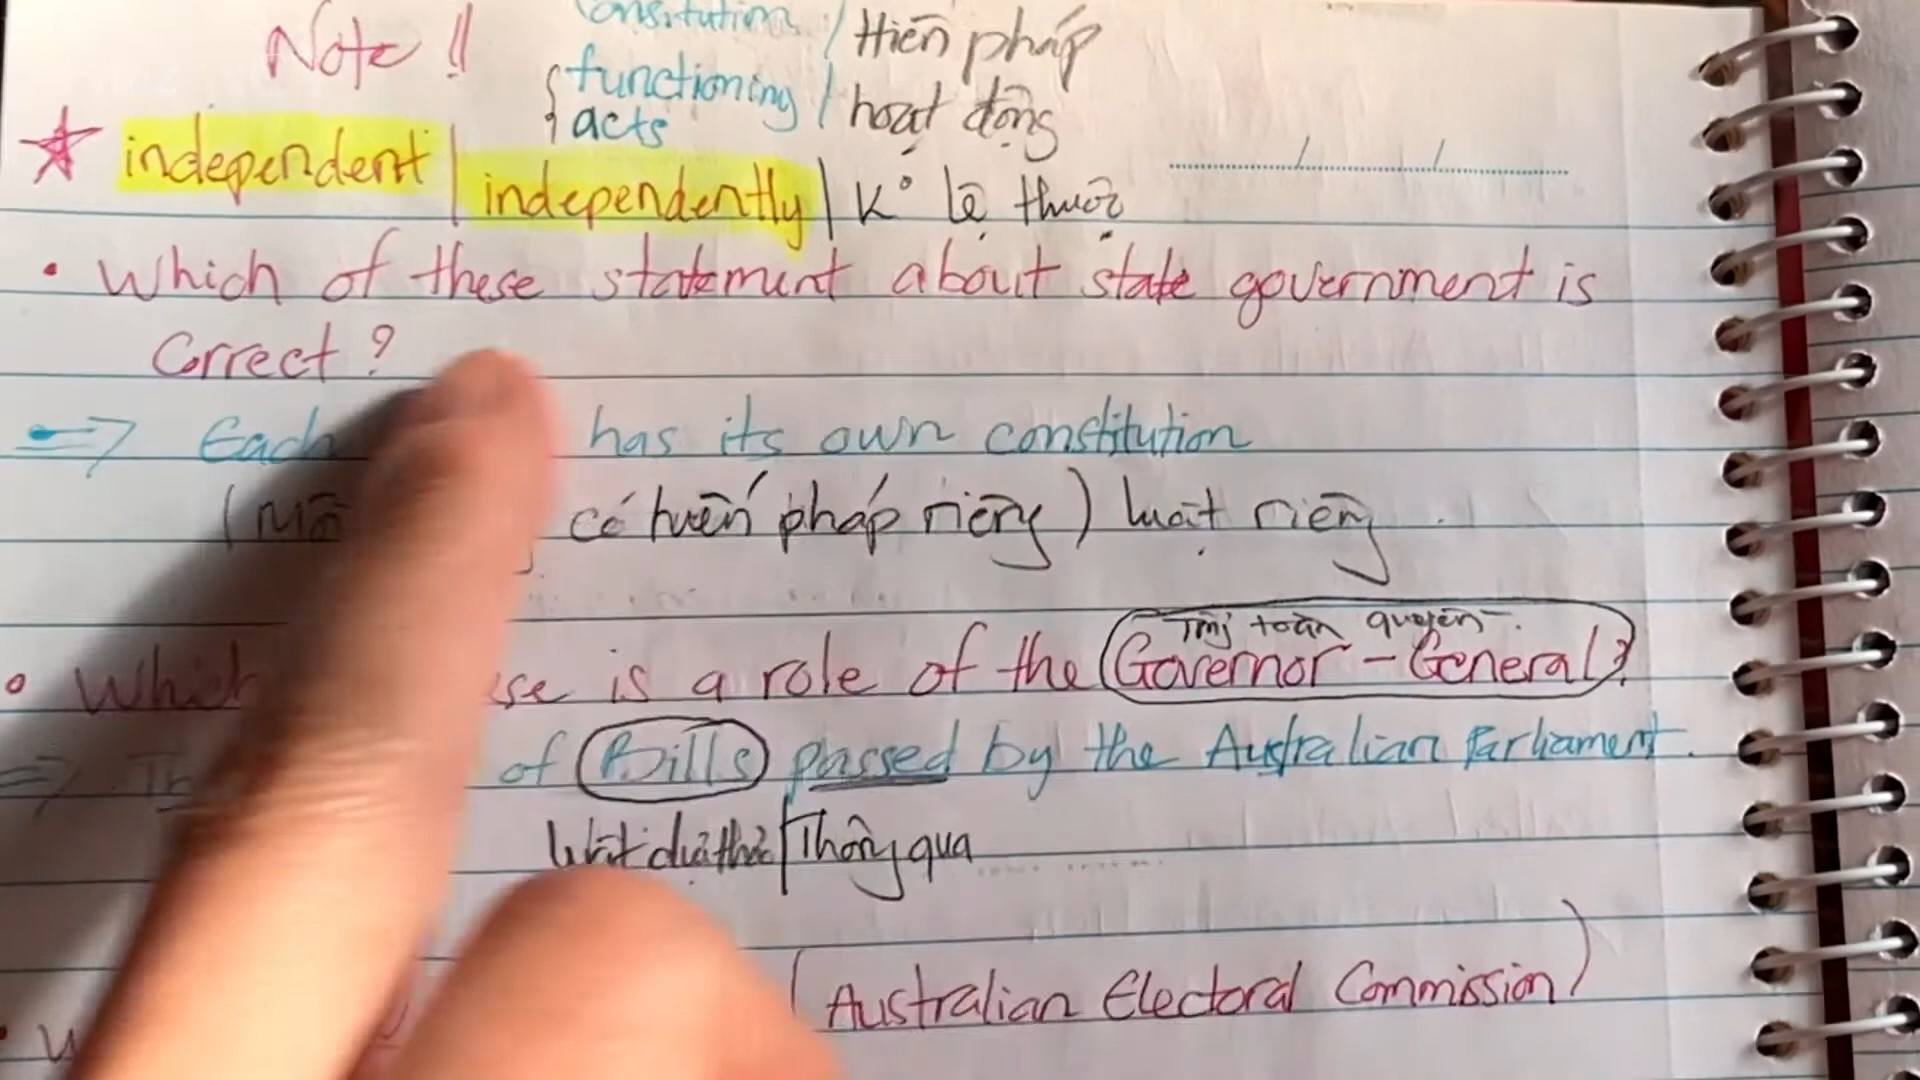 Note !! constitution / Hiến pháp
functioning / hoạt động
acts
independent | independently | K° lệ thuộc
• Which of these statement about state government is
Correct ?
=> Each has its own constitution
có hiến pháp riêng ) luật riêng
Toàn quyền
• Which is a role of the Governor - General ?
=> of Bills passed by the Australian Parliament.
luật dự thảo | Thông qua
( Australian Electoral Commission )